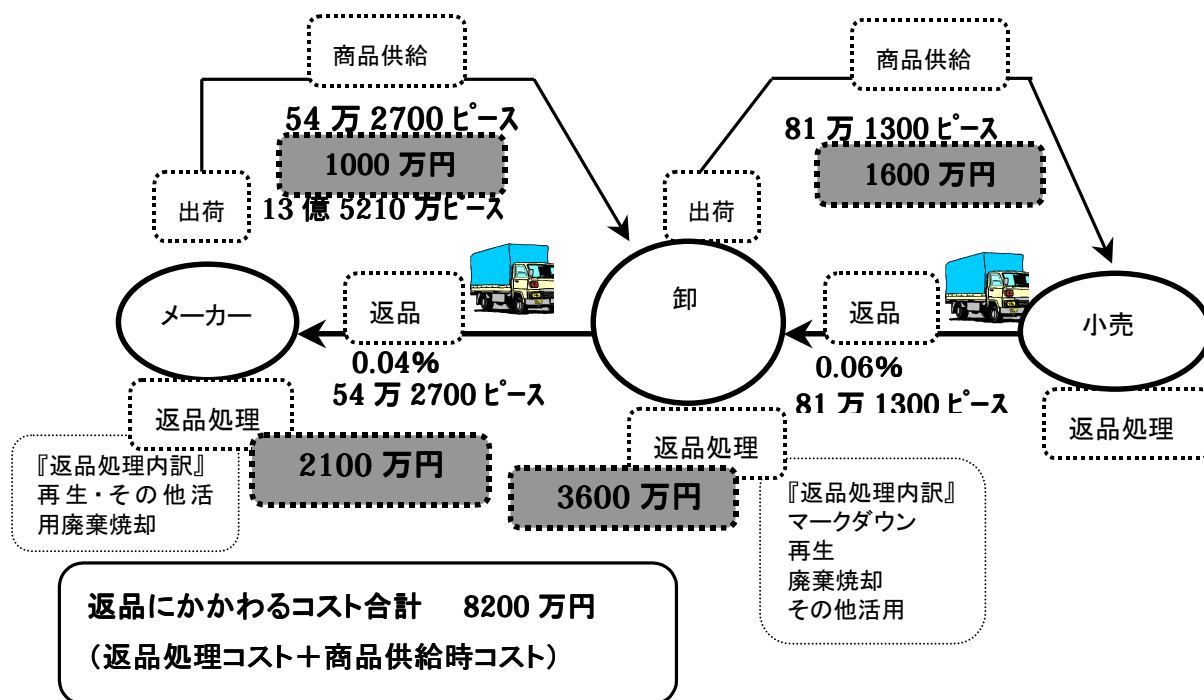 商品供給
商品供給
54 万 2700 ピース
1000 万円
13 億 5210 万ピース
81 万 1300 ピース
1600 万円
出荷
出荷
メーカー
返品
0.04%
54 万 2700 ピース
卸
返品
0.06%
81 万 1300 ピース
小売
返品処理
2100 万円
『返品処理内訳』
再生・その他活
用廃棄焼却
返品処理
3600 万円
『返品処理内訳』
マークダウン
再生
廃棄焼却
その他活用
返品処理
返品にかかわるコスト合計 8200 万円
（返品処理コスト＋商品供給時コスト）